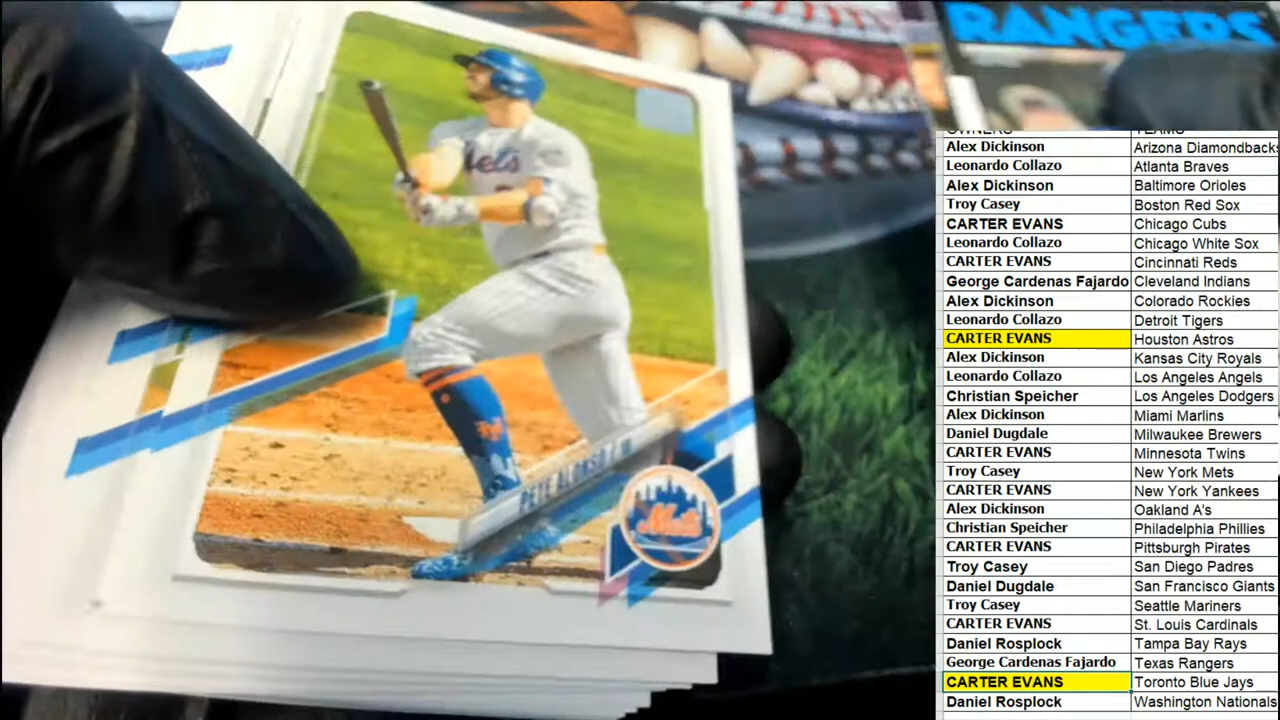 RANGERS
Mets
PETE ALONSO / 1B
Mets
OWNERS TEAMS
Alex Dickinson Arizona Diamondbacks
Leonardo Collazo Atlanta Braves
Alex Dickinson Baltimore Orioles
Troy Casey Boston Red Sox
CARTER EVANS Chicago Cubs
Leonardo Collazo Chicago White Sox
CARTER EVANS Cincinnati Reds
George Cardenas Fajardo Cleveland Indians
Alex Dickinson Colorado Rockies
Leonardo Collazo Detroit Tigers
CARTER EVANS Houston Astros
Alex Dickinson Kansas City Royals
Leonardo Collazo Los Angeles Angels
Christian Speicher Los Angeles Dodgers
Alex Dickinson Miami Marlins
Daniel Dugdale Milwaukee Brewers
CARTER EVANS Minnesota Twins
Troy Casey New York Mets
CARTER EVANS New York Yankees
Alex Dickinson Oakland A's
Christian Speicher Philadelphia Phillies
CARTER EVANS Pittsburgh Pirates
Troy Casey San Diego Padres
Daniel Dugdale San Francisco Giants
Troy Casey Seattle Mariners
CARTER EVANS St. Louis Cardinals
Daniel Rosplock Tampa Bay Rays
George Cardenas Fajardo Texas Rangers
CARTER EVANS Toronto Blue Jays
Daniel Rosplock Washington Nationals